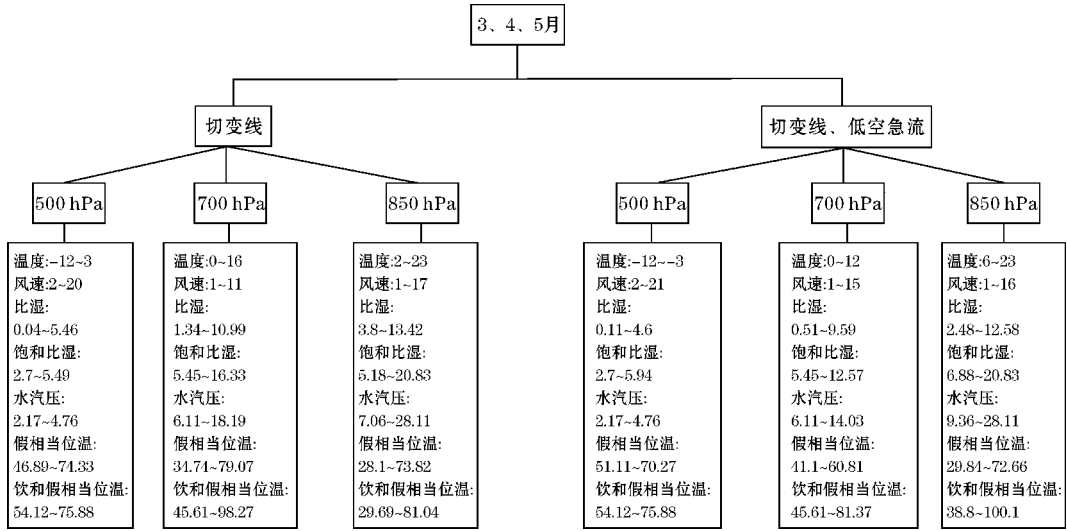 3、4、5月
切变线
切变线、低空急流
500 hPa
700 hPa
850 hPa
500 hPa
700 hPa
850 hPa
温度:-12~3
风速:2~20
比湿:
0.04~5.46
饱和比湿:
2.7~5.49
水汽压:
2.17~4.76
假相当位温:
46.89~74.33
饮和假相当位温:
54.12~75.88
温度:0~16
风速:1~11
比湿:
1.34~10.99
饱和比湿:
5.45~16.33
水汽压:
6.11~18.19
假相当位温:
34.74~79.07
饮和假相当位温:
45.61~98.27
温度:2~23
风速:1~17
比湿:
3.8~13.42
饱和比湿:
5.18~20.83
水汽压:
7.06~28.11
假相当位温:
28.1~73.82
饮和假相当位温:
29.69~81.04
温度:-12~-3
风速:2~21
比湿:
0.11~4.6
饱和比湿:
2.7~5.94
水汽压:
2.17~4.76
假相当位温:
51.11~70.27
饮和假相当位温:
54.12~75.88
温度:0~12
风速:1~15
比湿:
0.51~9.59
饱和比湿:
5.45~12.57
水汽压:
6.11~14.03
假相当位温:
41.1~60.81
饮和假相当位温:
45.61~81.37
温度:6~23
风速:1~16
比湿:
2.48~12.58
饱和比湿:
6.88~20.83
水汽压:
9.36~28.11
假相当位温:
29.84~72.66
饮和假相当位温:
38.8~100.1